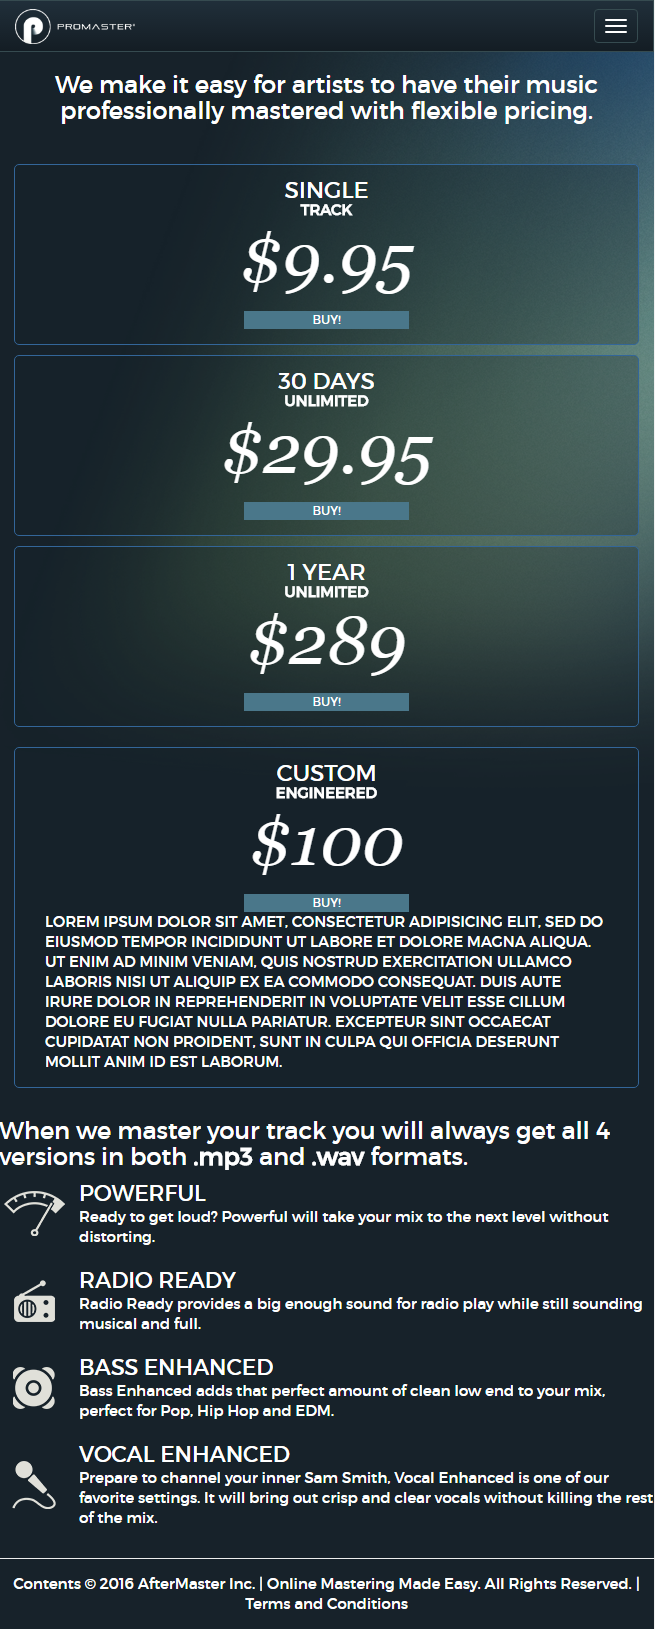 PROMASTER®
We make it easy for artists to have their music
professionally mastered with flexible pricing.
SINGLE
TRACK
$9.95
BUY!
30 DAYS
UNLIMITED
$29.95
BUY!
1 YEAR
UNLIMITED
$289
BUY!
CUSTOM
ENGINEERED
$100
BUY!
LOREM IPSUM DOLOR SIT AMET, CONSECTETUR ADIPISICING ELIT, SED DO
EIUSMOD TEMPOR INCIDIDUNT UT LABORE ET DOLORE MAGNA ALIQUA.
UT ENIM AD MINIM VENIAM, QUIS NOSTRUD EXERCITATION ULLAMCO
LABORIS NISI UT ALIQUIP EX EA COMMODO CONSEQUAT. DUIS AUTE
IRURE DOLOR IN REPREHENDERIT IN VOLUPTATE VELIT ESSE CILLUM
DOLORE EU FUGIAT NULLA PARIATUR. EXCEPTEUR SINT OCCAECAT
CUPIDATAT NON PROIDENT, SUNT IN CULPA QUI OFFICIA DESERUNT
MOLLIT ANIM ID EST LABORUM.
When we master your track you will always get all 4
versions in both .mp3 and .wav formats.
POWERFUL
Ready to get loud? Powerful will take your mix to the next level without
distorting.
RADIO READY
Radio Ready provides a big enough sound for radio play while still sounding
musical and full.
BASS ENHANCED
Bass Enhanced adds that perfect amount of clean low end to your mix,
perfect for Pop, Hip Hop and EDM.
VOCAL ENHANCED
Prepare to channel your inner Sam Smith, Vocal Enhanced is one of our
favorite settings. It will bring out crisp and clear vocals without killing the rest
of the mix.
Contents © 2016 AfterMaster Inc. | Online Mastering Made Easy. All Rights Reserved. |
Terms and Conditions